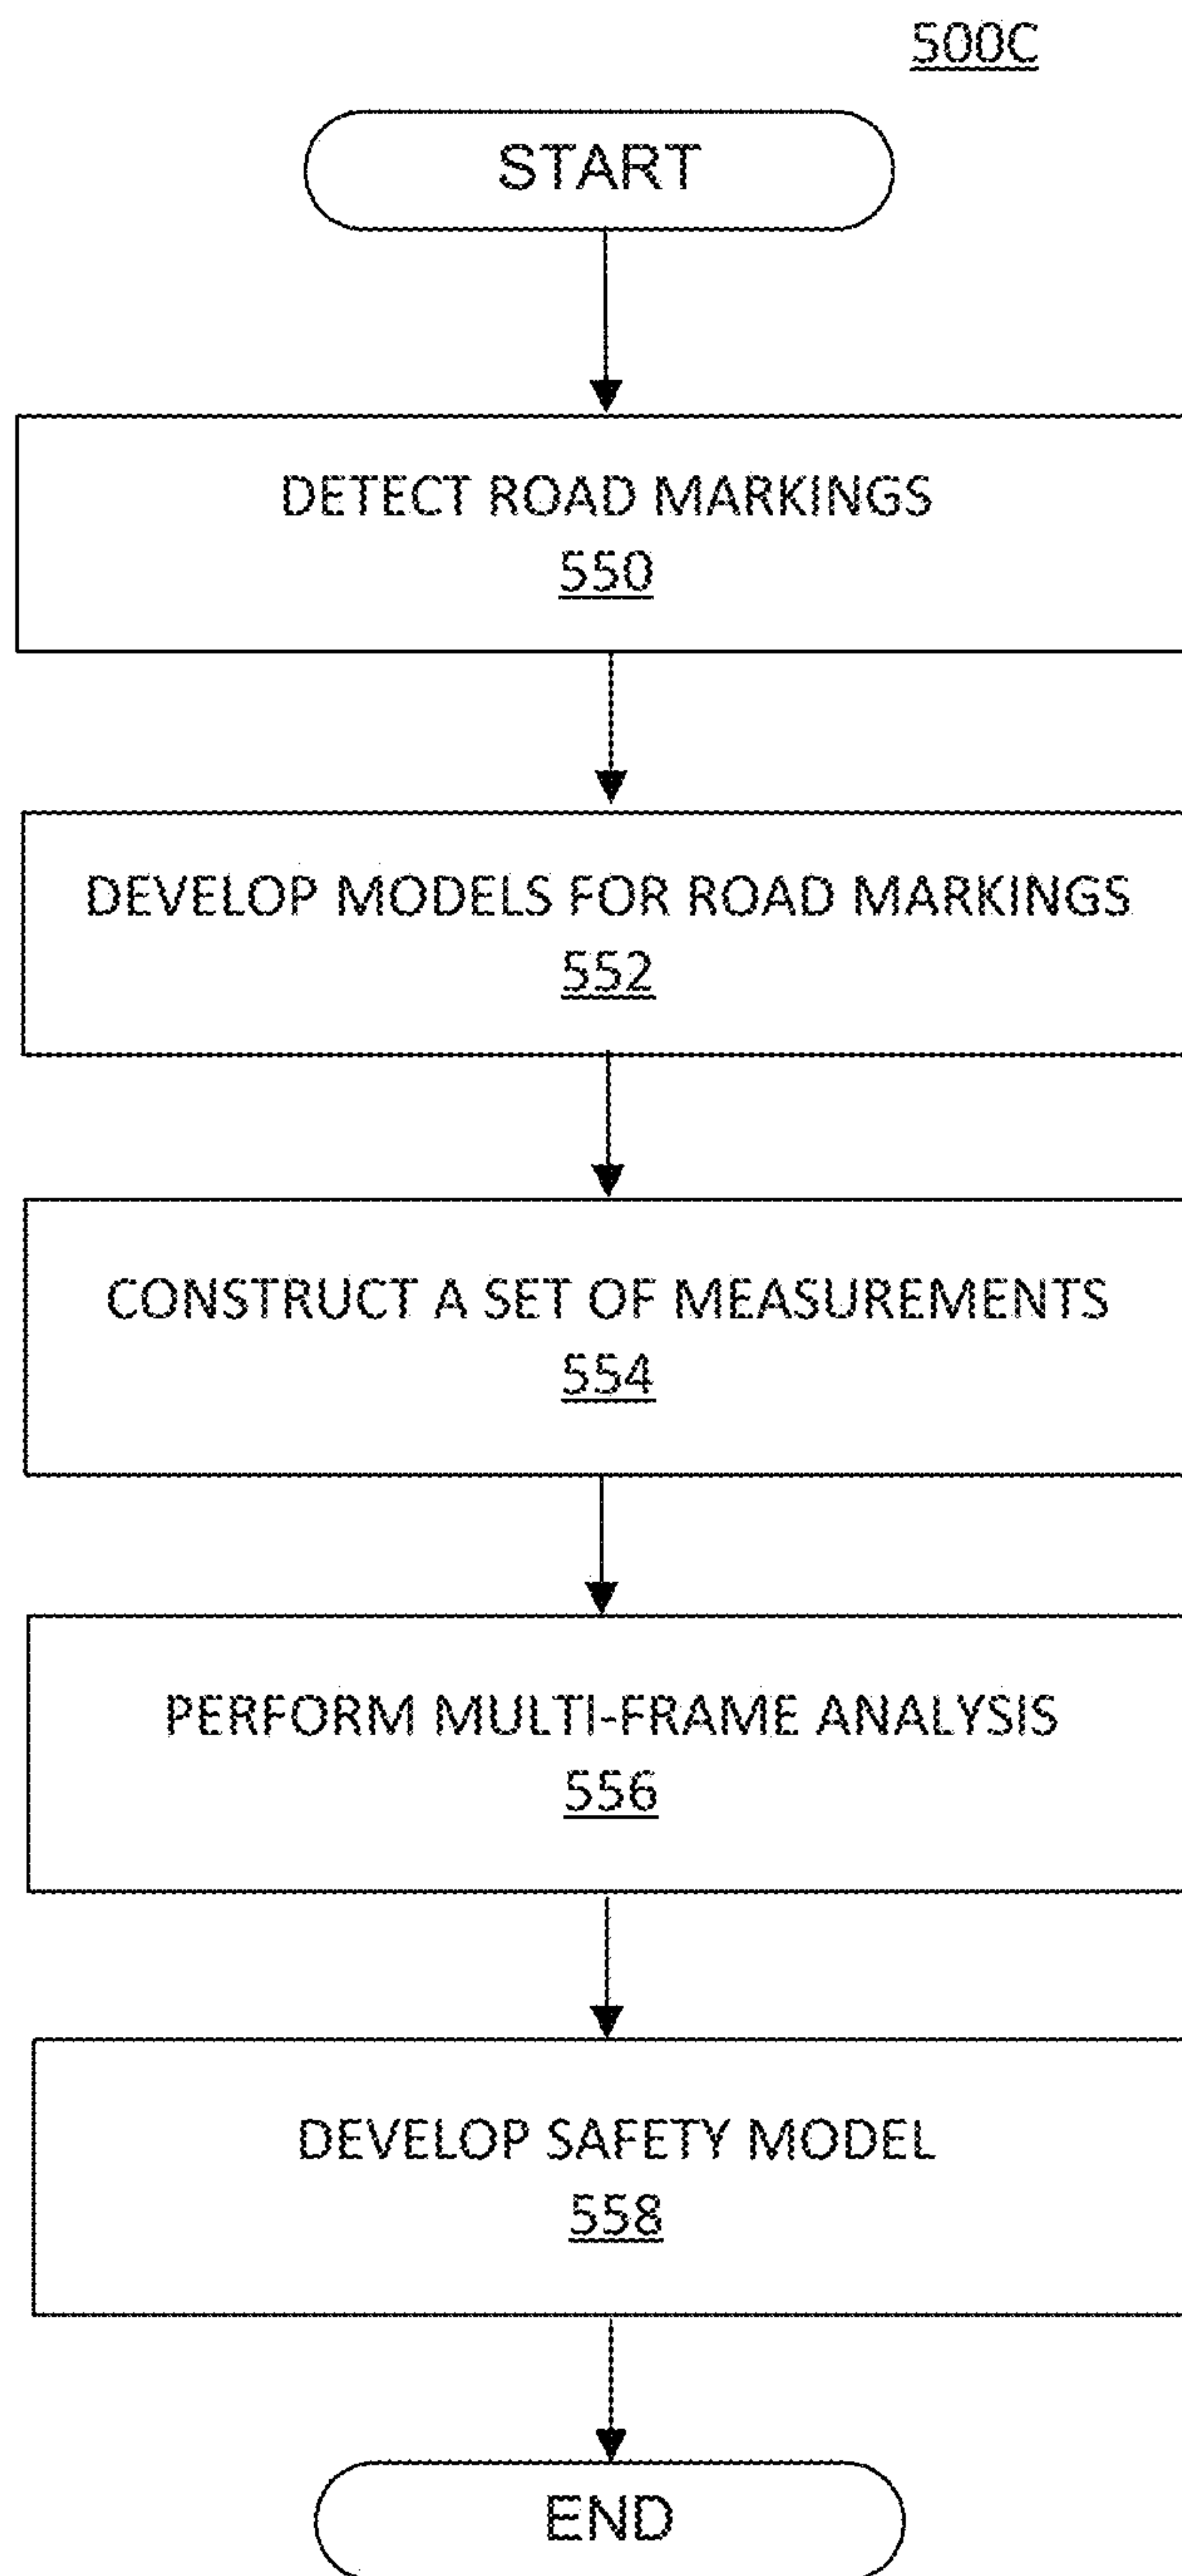 500C
START
DETECT ROAD MARKINGS
550
DEVELOP MODELS FOR ROAD MARKINGS
552
CONSTRUCT A SET OF MEASUREMENTS
554
PERFORM MULTI-FRAME ANALYSIS
556
DEVELOP SAFETY MODEL
558
END